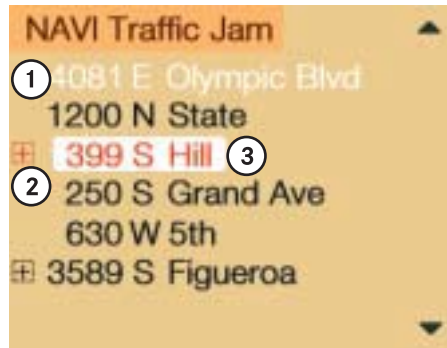 NAVI Traffic Jam
1 4081 E Olympic Blvd
1200 N State
399 S Hill 3
2 250 S Grand Ave
630 W 5th
3589 S Figueroa